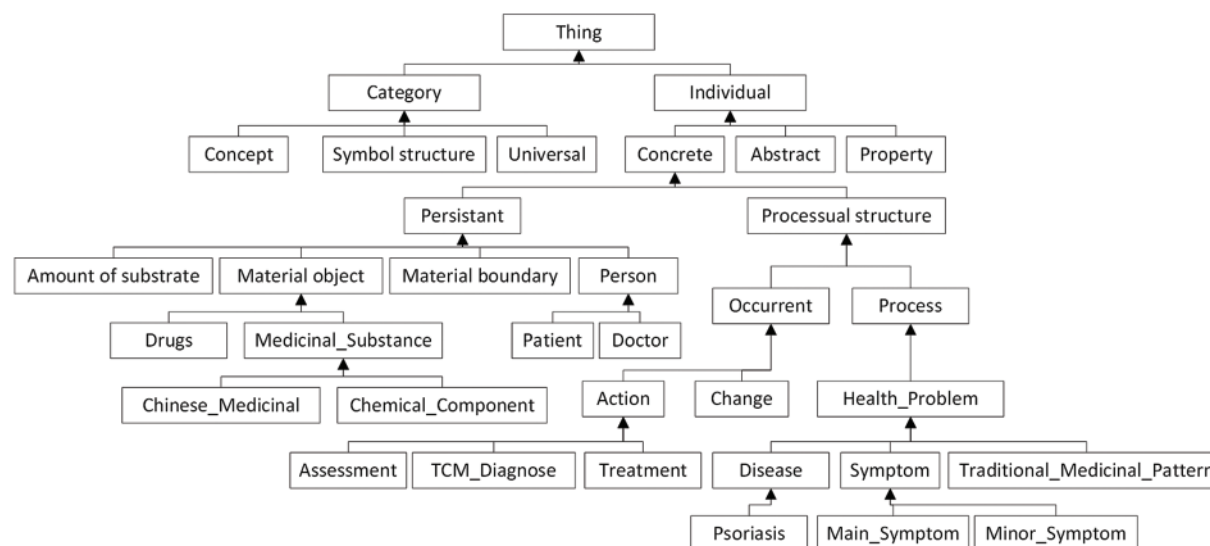 Thing
Category Individual
Concept Symbol structure Universal Concrete Abstract Property
Persistant Processual structure
Amount of substrate Material object Material boundary Person
Occurrent Process
Drugs Medicinal_Substance Patient Doctor
Chinese_Medicinal Chemical_Component Action Change Health_Problem
Assessment TCM_Diagnose Treatment Disease Symptom Traditional_Medicinal_Pattern
Psoriasis Main_Symptom Minor_Symptom